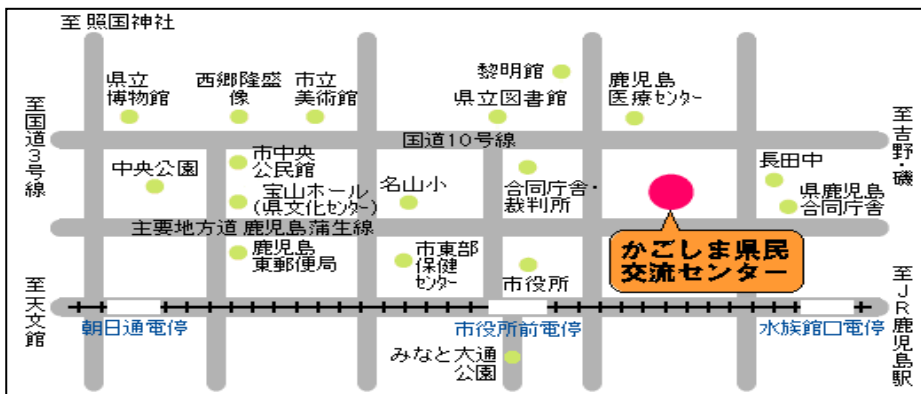 至 照国神社
黎明館
県立
博物館
西郷隆盛
像
市立
美術館
県立図書館
鹿児島
医療センター
至国道3号線
至吉野・磯
国道10号線
中央公園
市中央
公民館
宝山ホール
(県文化センター)
名山小
合同庁舎・
裁判所
長田中
県鹿児島
合同庁舎
主要地方道 鹿児島蒲生線
かごしま県民
交流センター
鹿児島
東郵便局
市東部
保健
センター
市役所
至天文館
至JR鹿児島駅
朝日通電停
市役所前電停
水族館口電停
みなと大通
公園